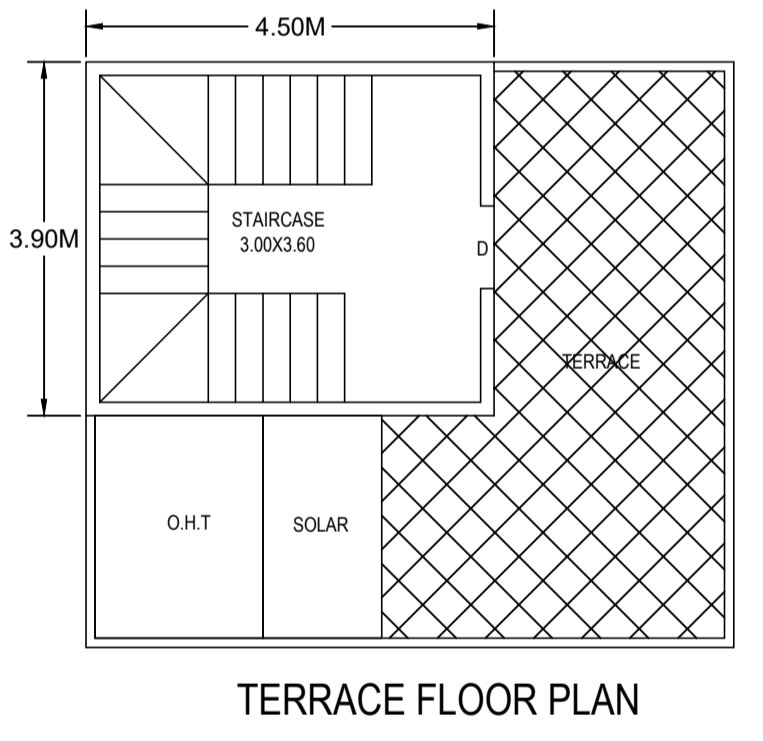 4.50M
3.90M
STAIRCASE
3.00X3.60
D
TERRACE
O.H.T
SOLAR
TERRACE FLOOR PLAN